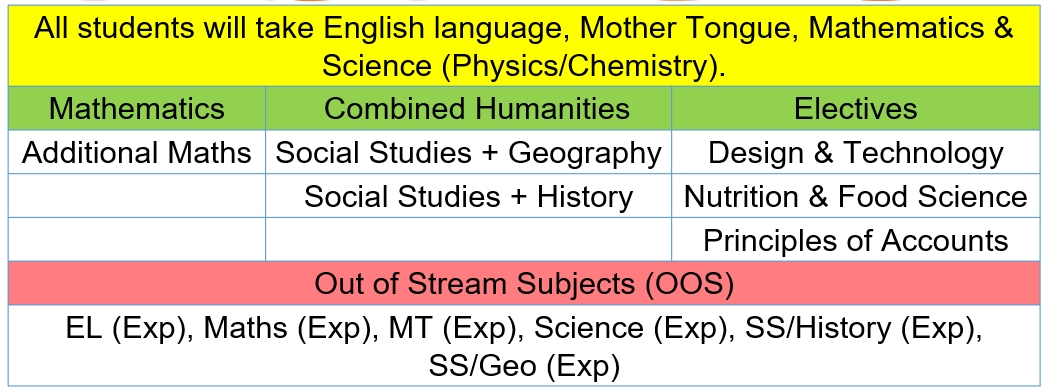 All students will take English language, Mother Tongue, Mathematics &
Science (Physics/Chemistry).
Mathematics Combined Humanities Electives
Additional Maths Social Studies + Geography Design & Technology
Social Studies + History Nutrition & Food Science
Principles of Accounts
Out of Stream Subjects (OOS)
EL (Exp), Maths (Exp), MT (Exp), Science (Exp), SS/History (Exp),
SS/Geo (Exp)